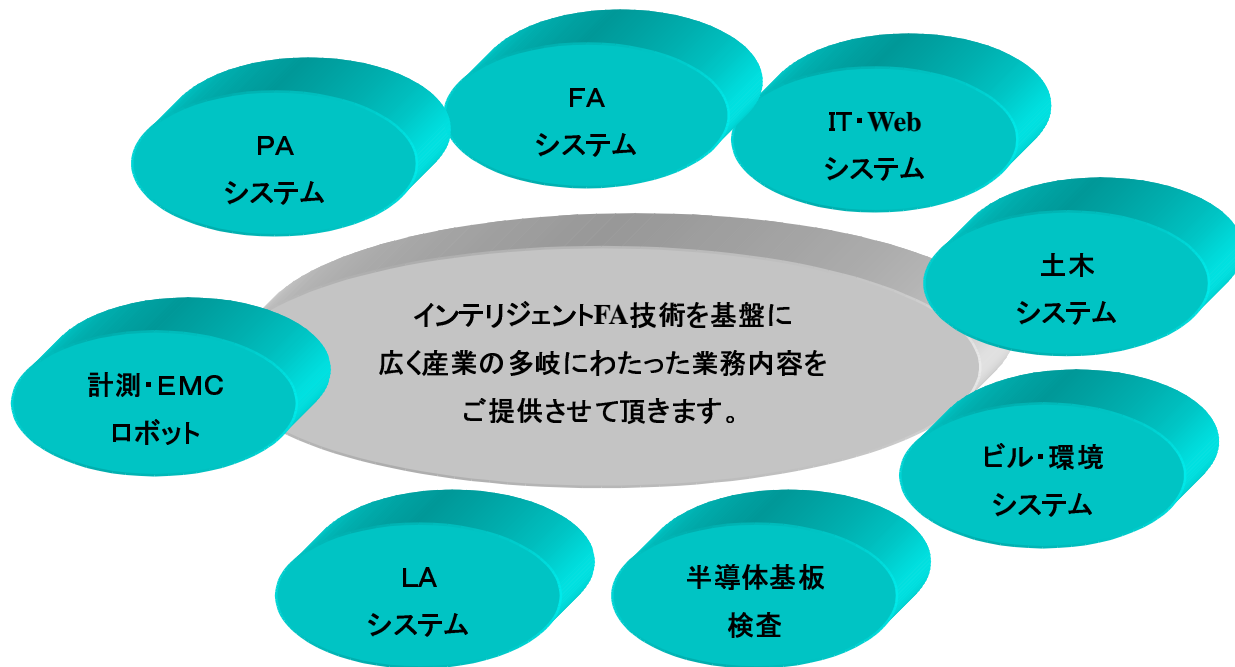 FA
システム
PA
システム
IT・Web
システム
土木
システム
インテリジェントFA技術を基盤に
広く産業の多岐にわたった業務内容を
ご提供させて頂きます。
計測・EMC
ロボット
ビル・環境
システム
LA
システム
半導体基板
検査